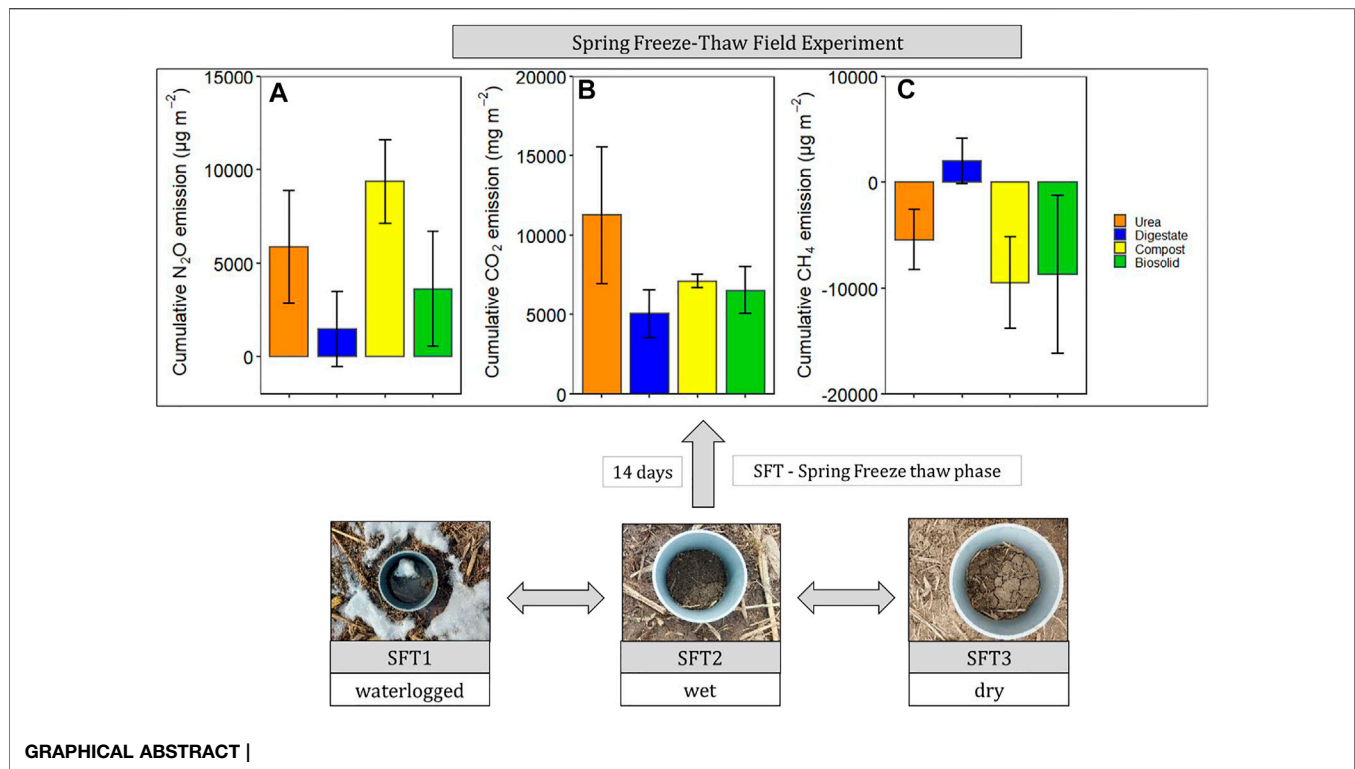 Spring Freeze-Thaw Field Experiment
A
Cumulative N₂O emission (µg m⁻²)
15000
10000
5000
0
B
Cumulative CO₂ emission (mg m⁻²)
20000
15000
10000
5000
0
C
Cumulative CH₄ emission (µg m⁻²)
10000
0
-10000
-20000
Urea
Digestate
Compost
Biosolid
14 days
SFT - Spring Freeze thaw phase
SFT1
waterlogged
SFT2
wet
SFT3
dry
GRAPHICAL ABSTRACT |